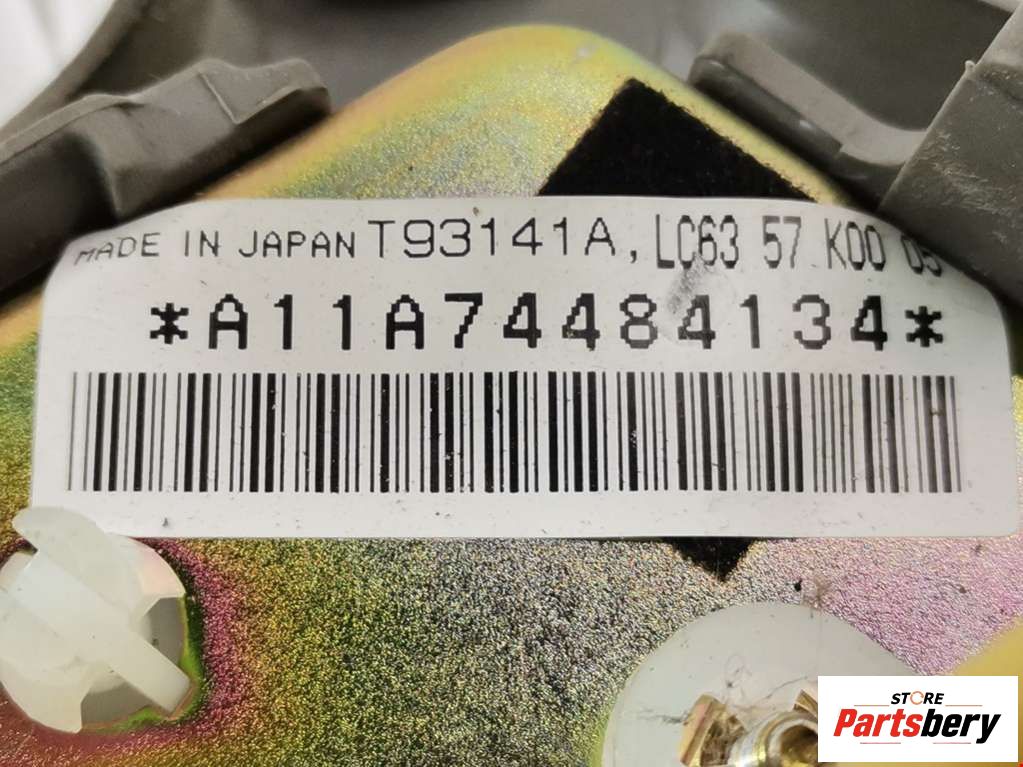 MADE IN JAPAN T93141A, LC63 57 K00 05
*A11A74484134*
STORE
Partsbery